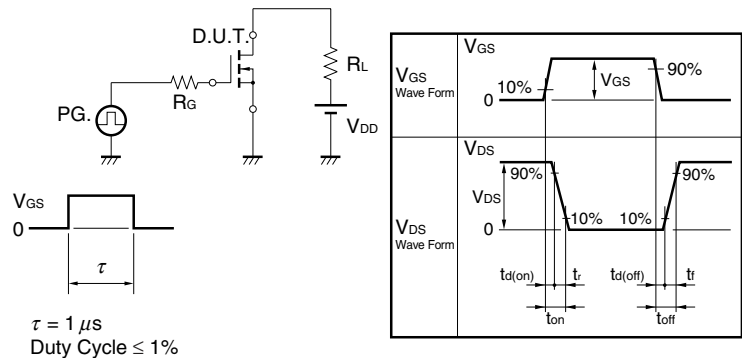 D.U.T.
RL
RG
PG.
VDD
VGS
0
τ
τ = 1 μs
Duty Cycle ≤ 1%
VGS
Wave Form
VGS
10%
VGS
90%
0
VDS
Wave Form
VDS
90%
90%
VDS
10%
10%
0
td(on)
tr
td(off)
tf
ton
toff